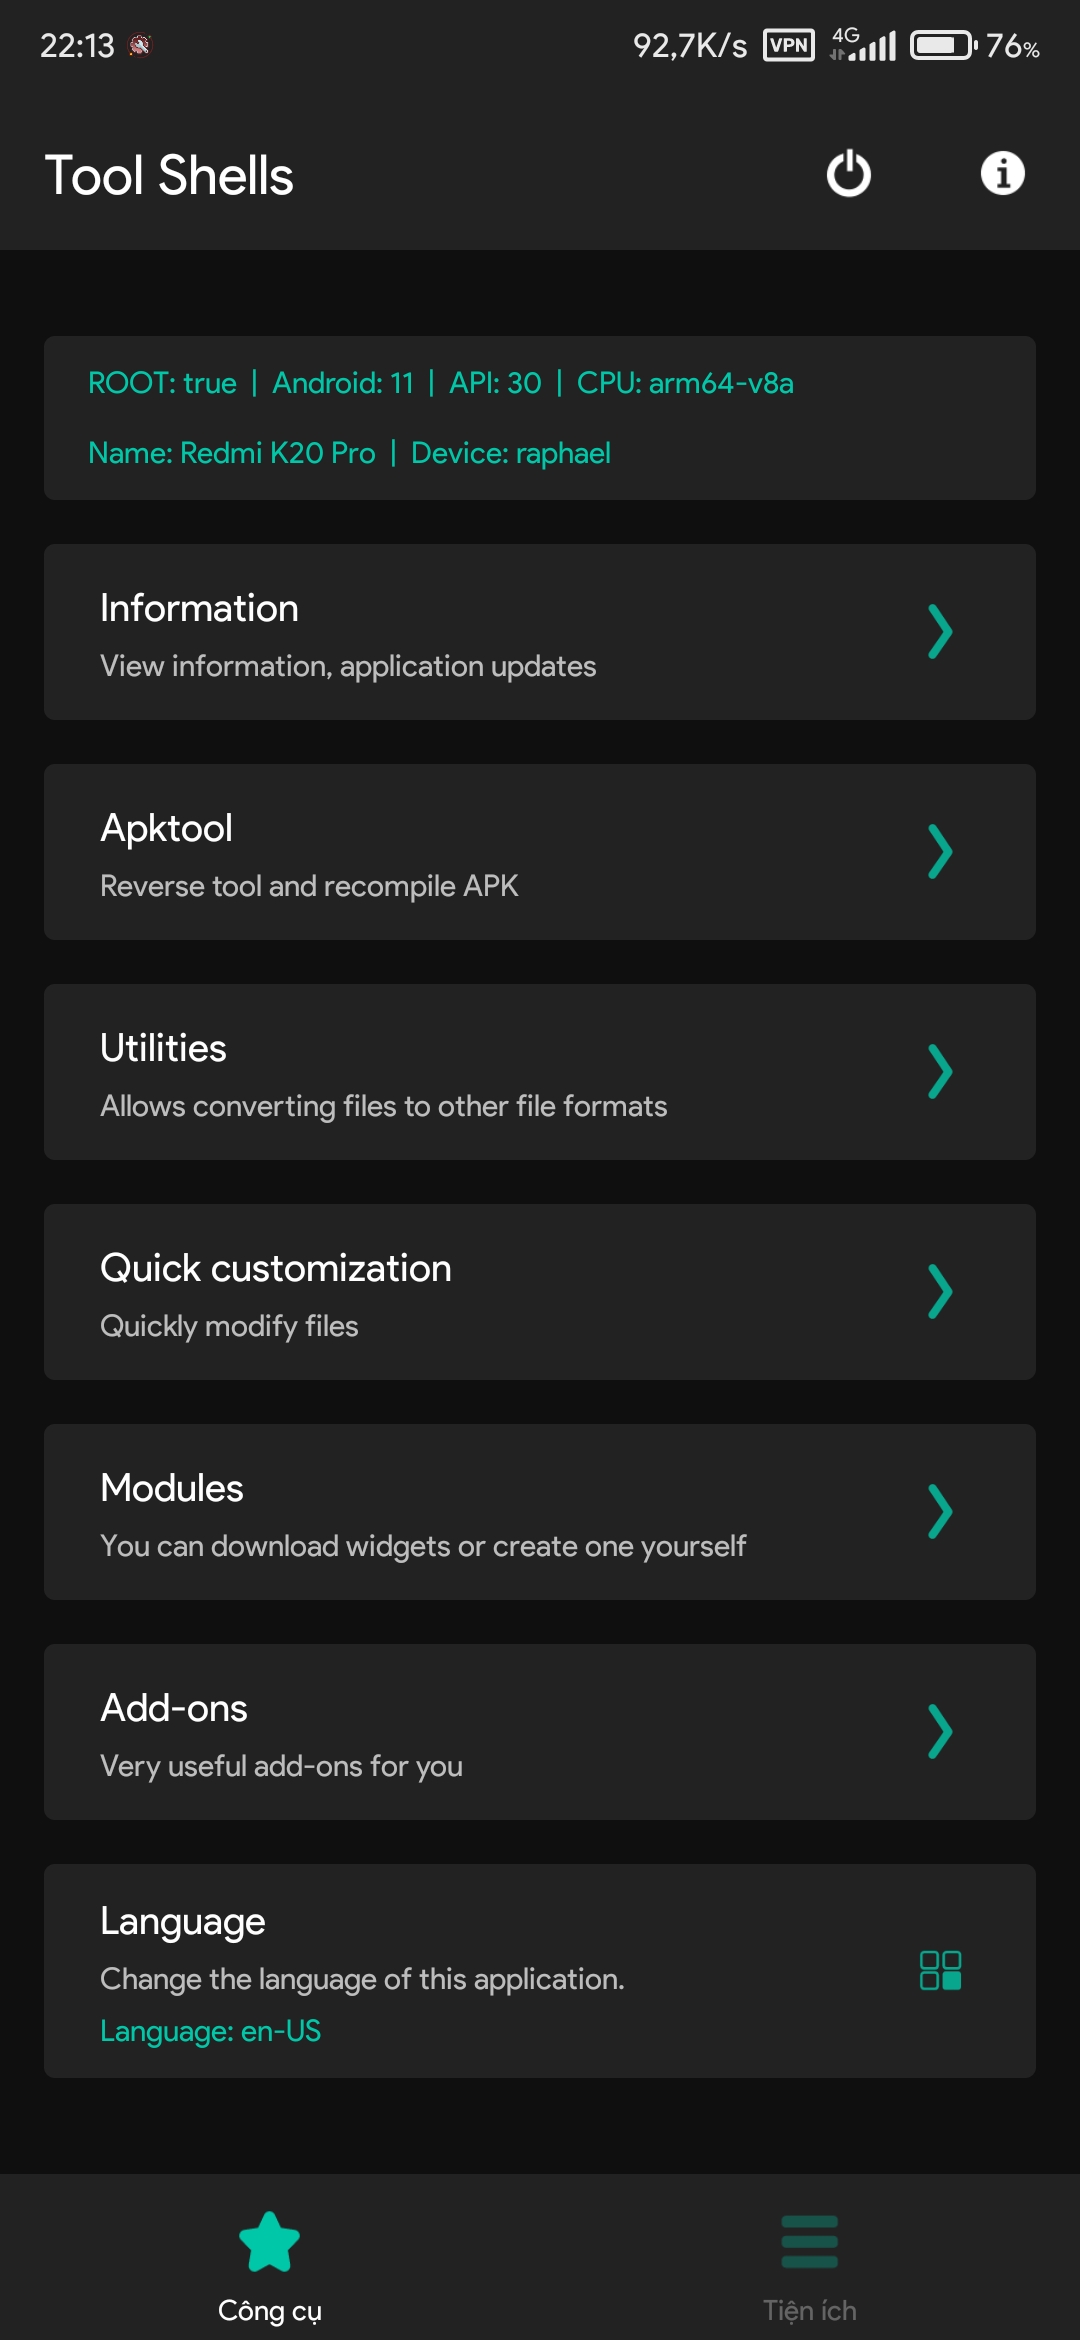 22:13 92,7K/s VPN 4G 76%
Tool Shells
ROOT: true | Android: 11 | API: 30 | CPU: arm64-v8a
Name: Redmi K20 Pro | Device: raphael
Information
View information, application updates
Apktool
Reverse tool and recompile APK
Utilities
Allows converting files to other file formats
Quick customization
Quickly modify files
Modules
You can download widgets or create one yourself
Add-ons
Very useful add-ons for you
Language
Change the language of this application.
Language: en-US
Công cụ Tiện ích